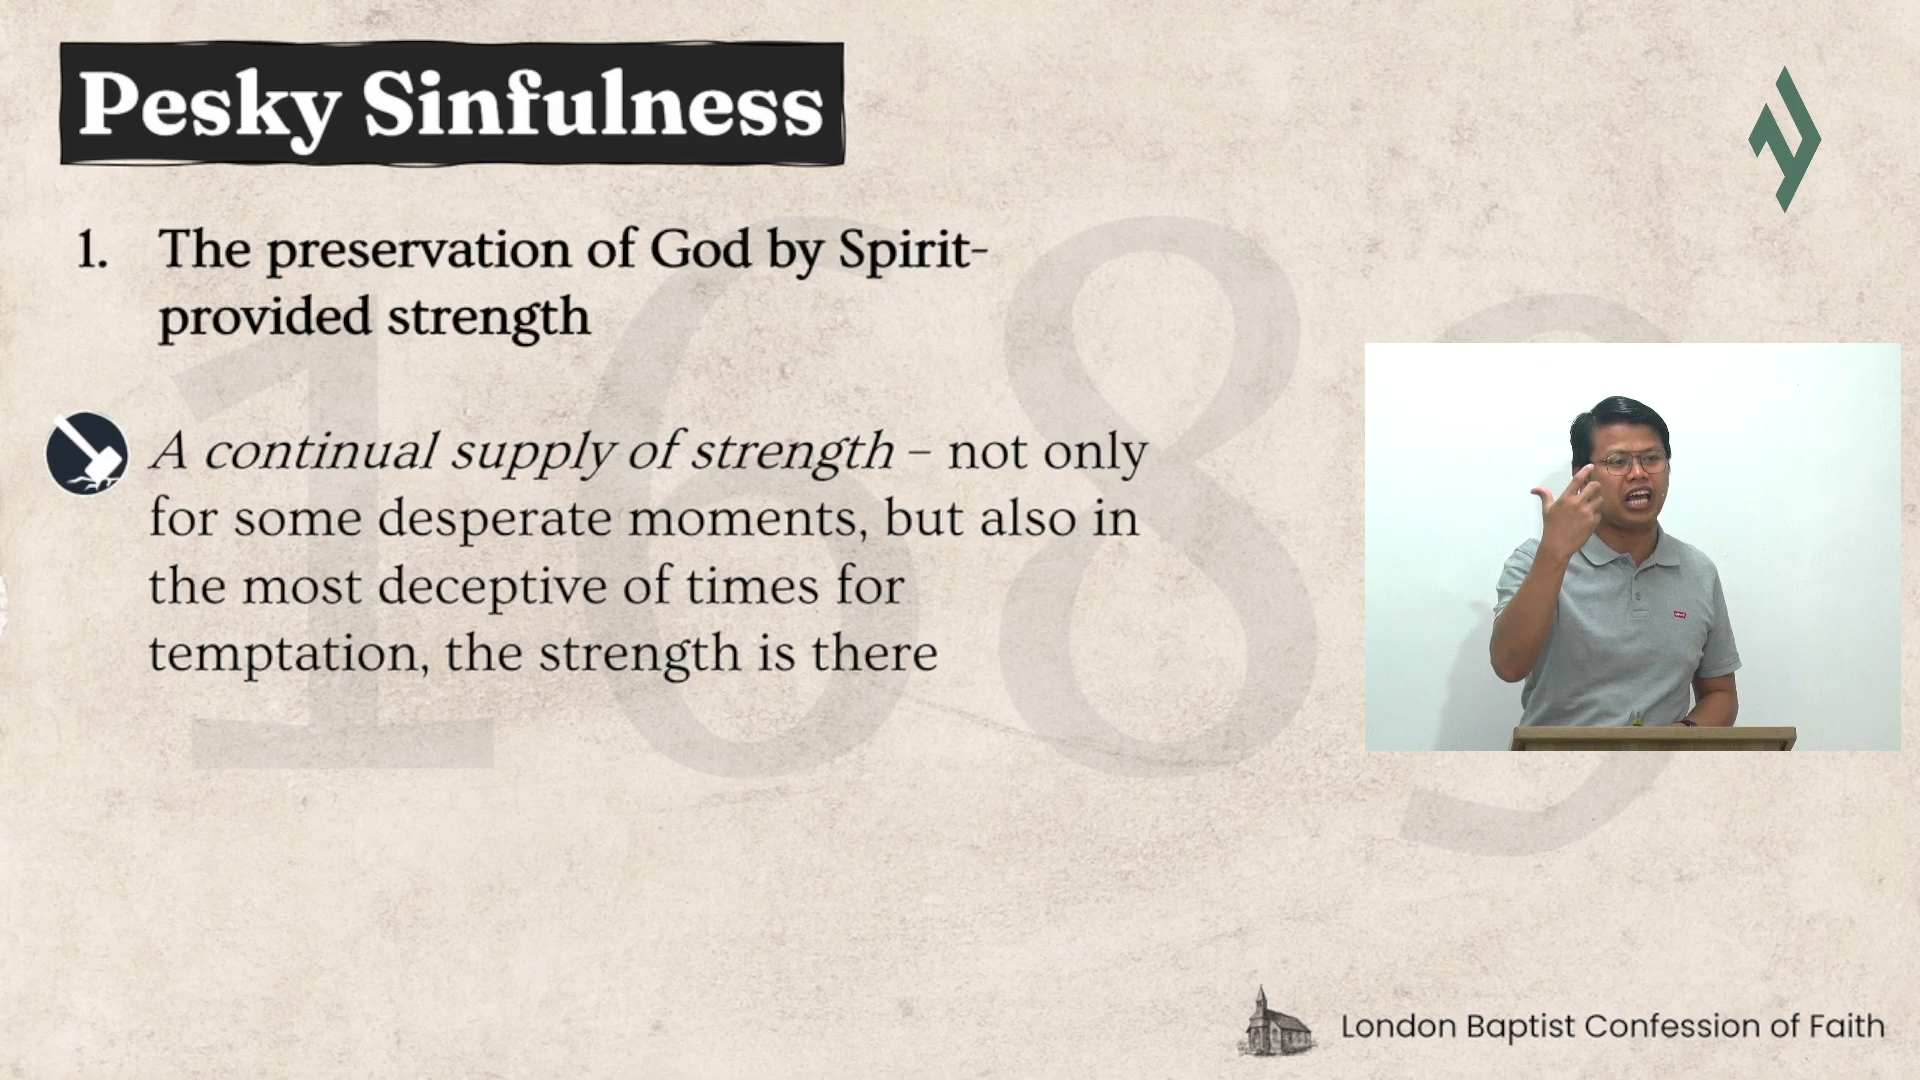 Pesky Sinfulness
1. The preservation of God by Spirit-
provided strength
A continual supply of strength – not only
for some desperate moments, but also in
the most deceptive of times for
temptation, the strength is there
1689
London Baptist Confession of Faith